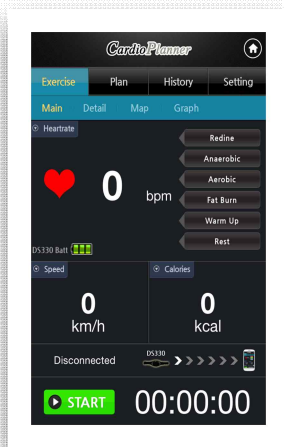 CardioPlanner
Exercise Plan History Setting
Main Detail Map Graph
Heartrate
Redine
Anaerobic
Aerobic
Fat Burn
Warm Up
Rest
0 bpm
DS330 Batt
Speed
0
km/h
Calories
0
kcal
Disconnected
DS330
START 00:00:00